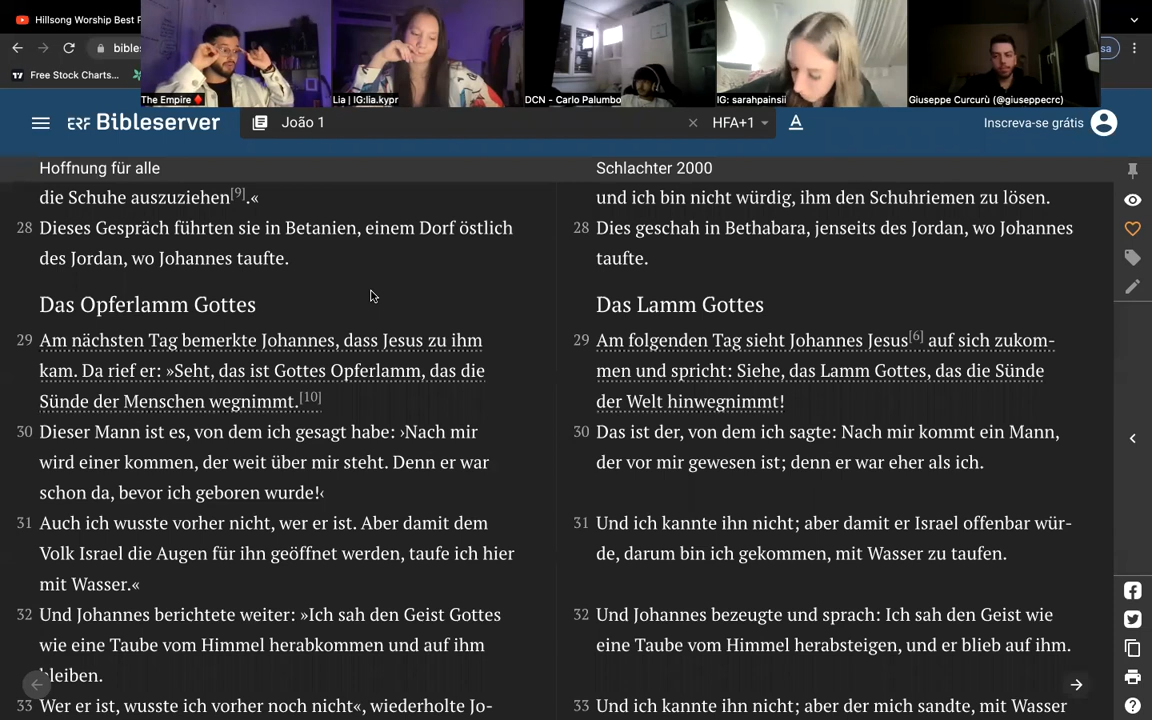 Hillsong Worship Best P
bibles
sa
Free Stock Charts...
The Empire
Lia | IG:lia.kypr
DCN - Carlo Palumbo
IG: sarahpainsii
Giuseppe Curcurù (@giuseppecrc)
ERF Bibleserver
João 1
HFA+1
A
Inscreva-se grátis
Hoffnung für alle
die Schuhe auszuziehen[9].«
28 Dieses Gespräch führten sie in Betanien, einem Dorf östlich
des Jordan, wo Johannes taufte.
Das Opferlamm Gottes
29 Am nächsten Tag bemerkte Johannes, dass Jesus zu ihm
kam. Da rief er: »Seht, das ist Gottes Opferlamm, das die
Sünde der Menschen wegnimmt.[10]
30 Dieser Mann ist es, von dem ich gesagt habe: ›Nach mir
wird einer kommen, der weit über mir steht. Denn er war
schon da, bevor ich geboren wurde!‹
31 Auch ich wusste vorher nicht, wer er ist. Aber damit dem
Volk Israel die Augen für ihn geöffnet werden, taufe ich hier
mit Wasser.«
32 Und Johannes berichtete weiter: »Ich sah den Geist Gottes
wie eine Taube vom Himmel herabkommen und auf ihm
bleiben.
33 Wer er ist, wusste ich vorher noch nicht«, wiederholte Jo-
Schlachter 2000
und ich bin nicht würdig, ihm den Schuhriemen zu lösen.
28 Dies geschah in Bethabara, jenseits des Jordan, wo Johannes
taufte.
Das Lamm Gottes
29 Am folgenden Tag sieht Johannes Jesus[6] auf sich zukom-
men und spricht: Siehe, das Lamm Gottes, das die Sünde
der Welt hinwegnimmt!
30 Das ist der, von dem ich sagte: Nach mir kommt ein Mann,
der vor mir gewesen ist; denn er war eher als ich.
31 Und ich kannte ihn nicht; aber damit er Israel offenbar wür-
de, darum bin ich gekommen, mit Wasser zu taufen.
32 Und Johannes bezeugte und sprach: Ich sah den Geist wie
eine Taube vom Himmel herabsteigen, und er blieb auf ihm.
33 Und ich kannte ihn nicht; aber der mich sandte, mit Wasser